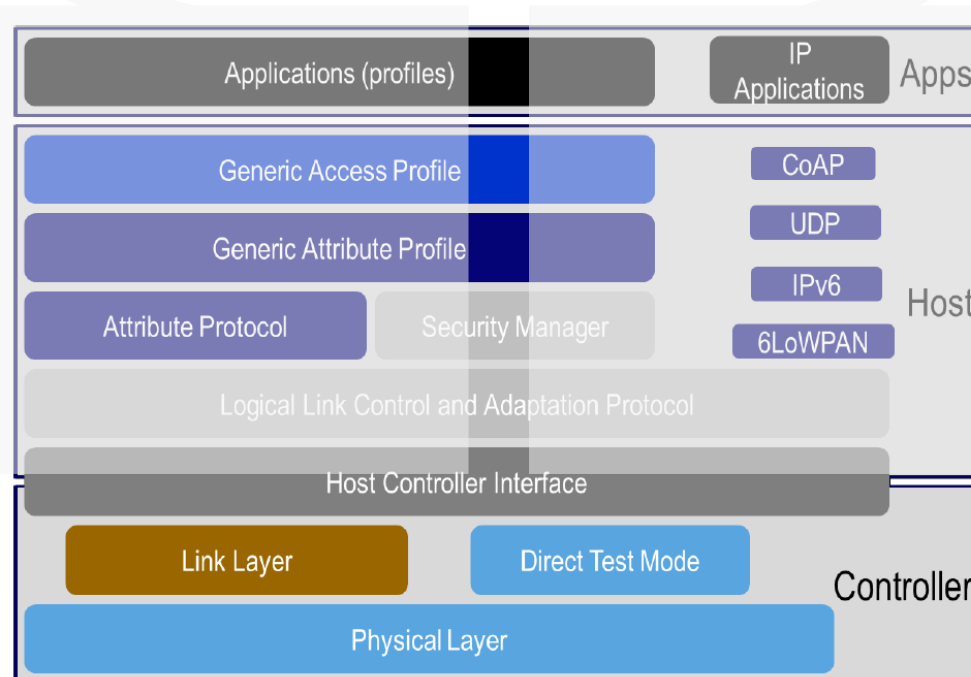 Applications (profiles)
IP
Applications
Apps
Generic Access Profile
CoAP
Generic Attribute Profile
UDP
IPv6
Host
Attribute Protocol
Security Manager
6LoWPAN
Logical Link Control and Adaptation Protocol
Host Controller Interface
Link Layer
Direct Test Mode
Controller
Physical Layer